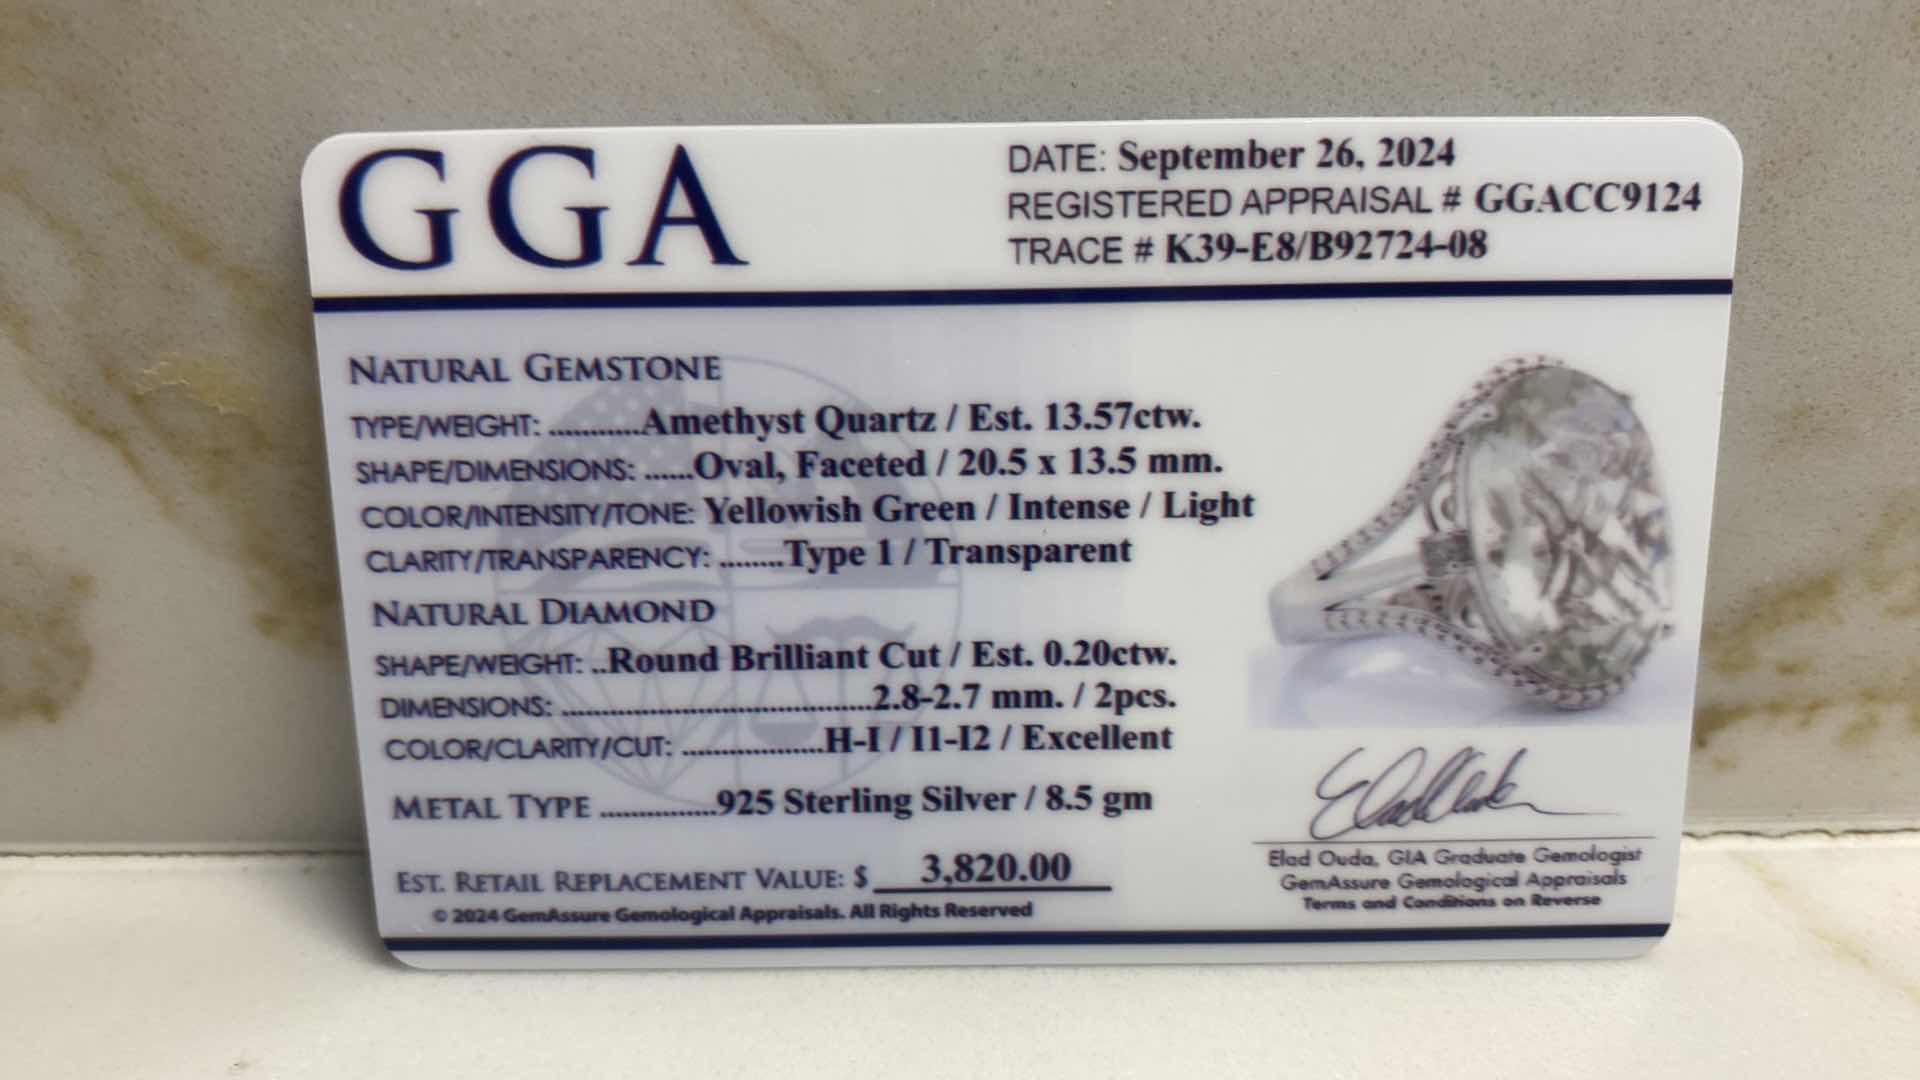 GGA
DATE: September 26, 2024
REGISTERED APPRAISAL # GGACC9124
TRACE # K39-E8/B92724-08
NATURAL GEMSTONE
TYPE/WEIGHT: ............Amethyst Quartz / Est. 13.57ctw.
SHAPE/DIMENSIONS: ......Oval, Faceted / 20.5 x 13.5 mm.
COLOR/INTENSITY/TONE: Yellowish Green / Intense / Light
CLARITY/TRANSPARENCY: ........Type 1 / Transparent
NATURAL DIAMOND
SHAPE/WEIGHT: ..Round Brilliant Cut / Est. 0.20ctw.
DIMENSIONS: .......................................2.8-2.7 mm. / 2pcs.
COLOR/CLARITY/CUT: ..................H-I / I1-I2 / Excellent
METAL TYPE ...............925 Sterling Silver / 8.5 gm
EST. RETAIL REPLACEMENT VALUE: $ 3,820.00
© 2024 GemAssure Gemological Appraisals. All Rights Reserved
Elad Ouda, GIA Graduate Gemologist
GemAssure Gemological Appraisals
Terms and Conditions on Reverse